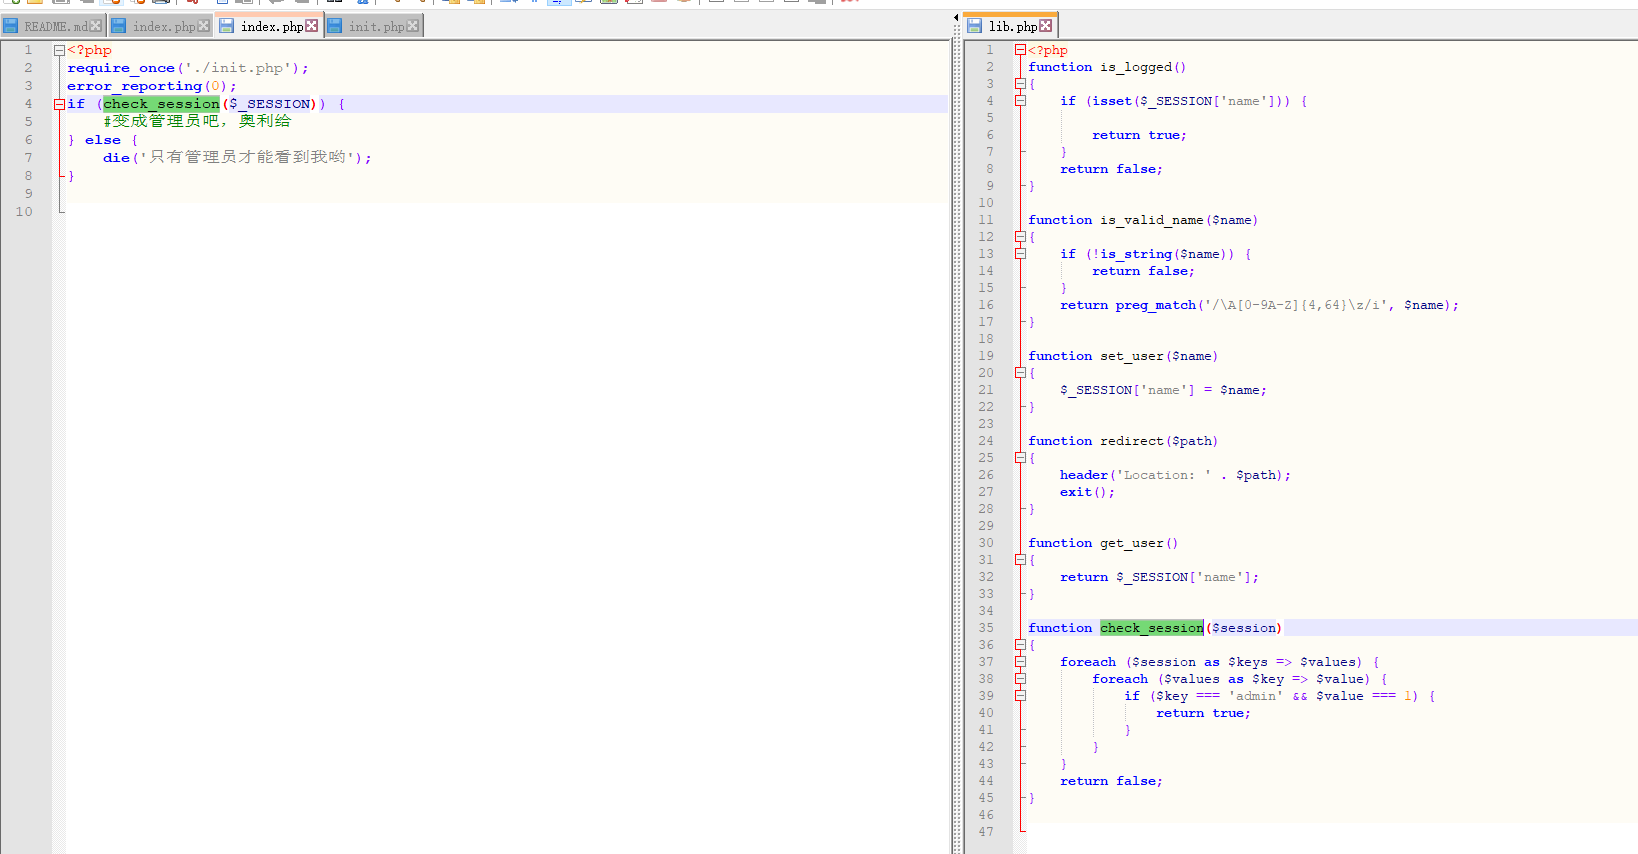 README.md index.php index.php init.php
1 <?php
2 require_once('./init.php');
3 error_reporting(0);
4 if (check_session($_SESSION)) {
5 #变成管理员吧，奥利给
6 } else {
7 die('只有管理员才能看到我哟');
8 }
9
10
lib.php
1 <?php
2 function is_logged()
3 {
4 if (isset($_SESSION['name'])) {
5
6 return true;
7 }
8 return false;
9 }
10
11 function is_valid_name($name)
12 {
13 if (!is_string($name)) {
14 return false;
15 }
16 return preg_match('/\A[0-9A-Z]{4,64}\z/i', $name);
17 }
18
19 function set_user($name)
20 {
21 $_SESSION['name'] = $name;
22 }
23
24 function redirect($path)
25 {
26 header('Location: ' . $path);
27 exit();
28 }
29
30 function get_user()
31 {
32 return $_SESSION['name'];
33 }
34
35 function check_session($session)
36 {
37 foreach ($session as $keys => $values) {
38 foreach ($values as $key => $value) {
39 if ($key === 'admin' && $value === 1) {
40 return true;
41 }
42 }
43 }
44 return false;
45 }
46
47